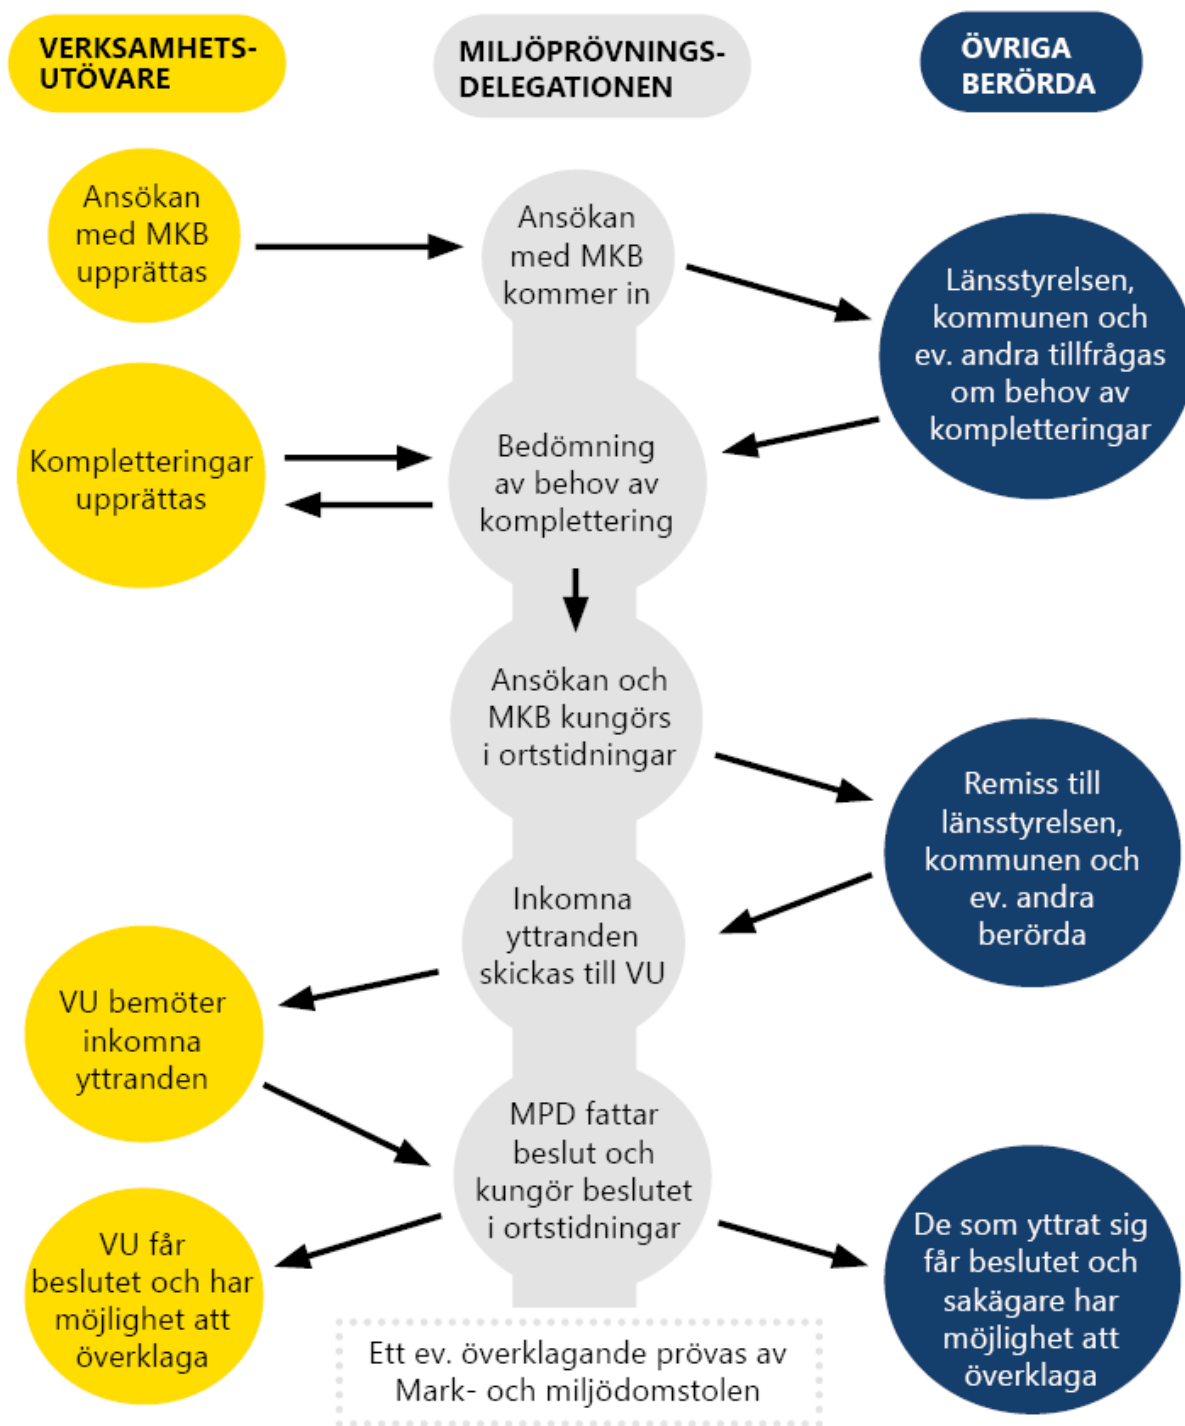 VERKSAMHETS-
UTÖVARE
MILJÖPRÖVNINGS-
DELEGATIONEN
ÖVRIGA
BERÖRDA
Ansökan
med MKB
upprättas
Ansökan
med MKB
kommer in
Länsstyrelsen,
kommunen och
ev. andra tillfrågas
om behov av
kompletteringar
Kompletteringar
upprättas
Bedömning
av behov av
komplettering
Ansökan och
MKB kungörs
i ortstidningar
Remiss till
länsstyrelsen,
kommunen och
ev. andra
berörda
Inkomna
yttranden
skickas till VU
VU bemöter
inkomna
yttranden
MPD fattar
beslut och
kungör beslutet
i ortstidningar
VU får
beslutet och har
möjlighet att
överklaga
De som yttrat sig
får beslutet och
sakägare har
möjlighet att
överklaga
Ett ev. överklagande prövas av
Mark- och miljödomstolen